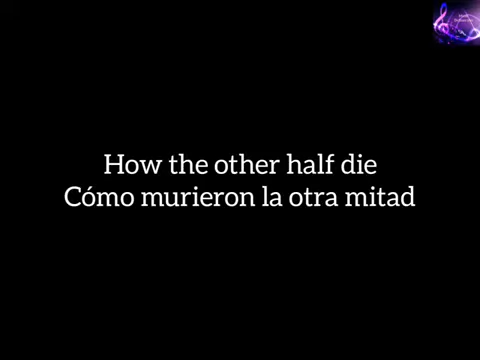 How the other half die
Cómo murieron la otra mitad